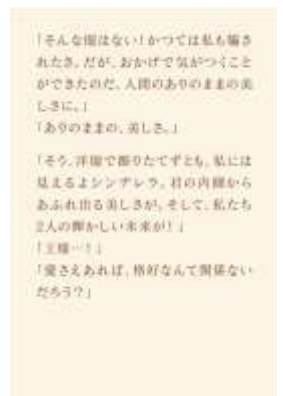 「そんな服はない!かつては私も騙さ
れたさ。だが、おかげで気がつくこと
ができたのだ、人間のありのままの美
しさに。」
「ありのままの、美しさ。」
「そう、洋服で飾りたてずとも、私には
見えるよシンデレラ。君の内側から
あふれ出る美しさが。そして、私たち
2人の輝かしい未来が!」
「王様…!」
「愛さえあれば、格好なんて関係ない
だろう?」